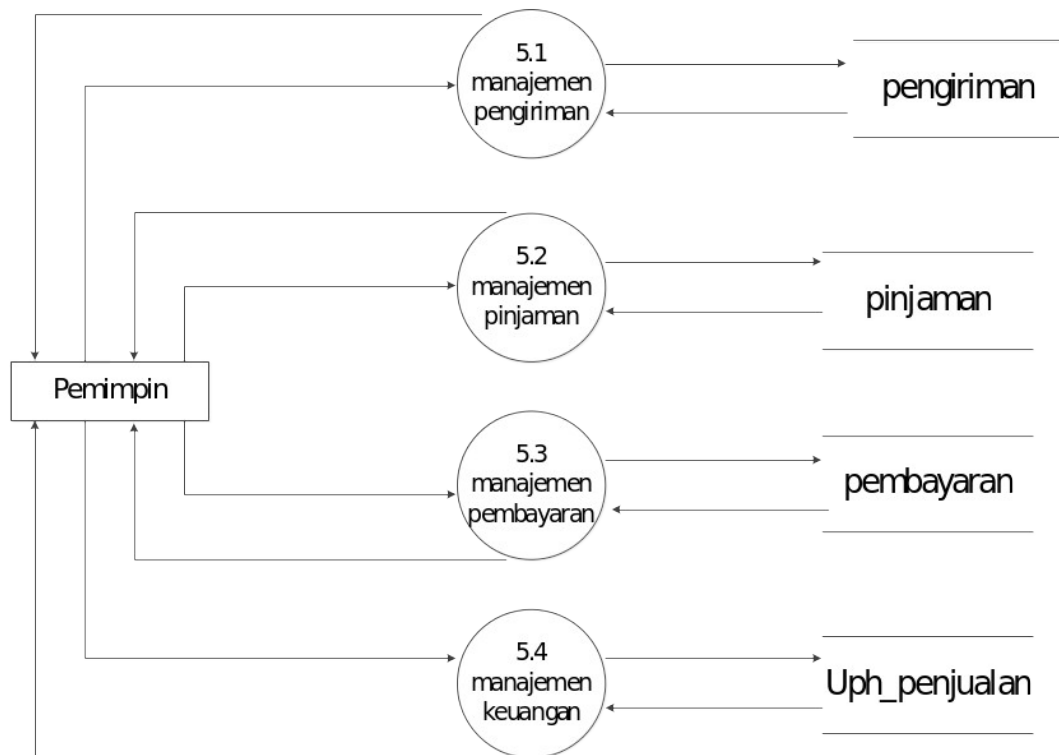 5.1
manajemen
pengiriman
pengiriman
5.2
manajemen
pinjaman
pinjaman
Pemimpin
5.3
manajemen
pembayaran
pembayaran
5.4
manajemen
keuangan
Uph_penjualan